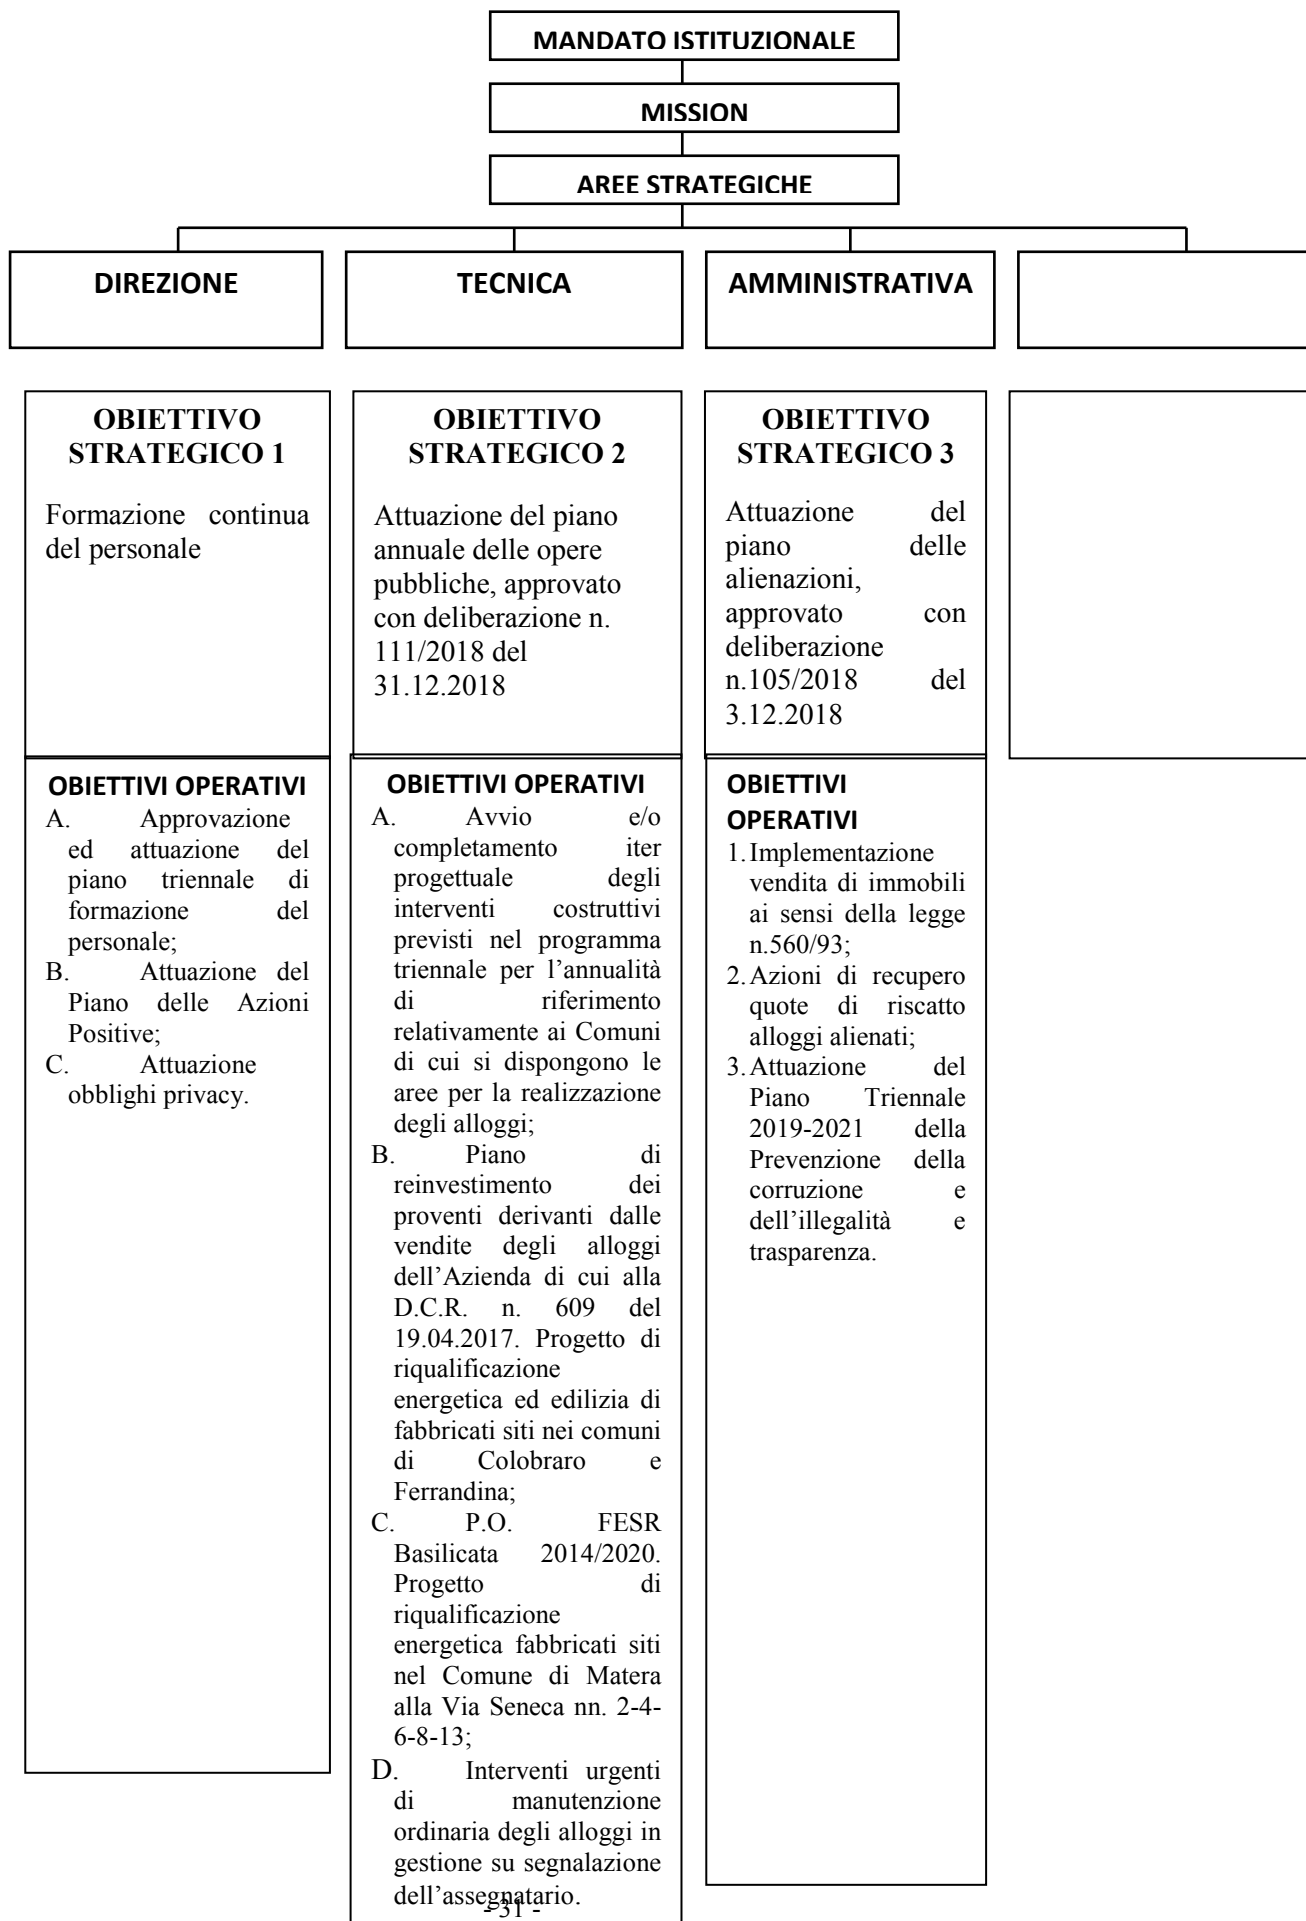 MANDATO ISTITUZIONALE
MISSION
AREE STRATEGICHE
DIREZIONE
TECNICA
AMMINISTRATIVA
OBIETTIVO
STRATEGICO 1
Formazione continua
del personale
OBIETTIVO
STRATEGICO 2
Attuazione del piano
annuale delle opere
pubbliche, approvato
con deliberazione n.
111/2018 del
31.12.2018
OBIETTIVO
STRATEGICO 3
Attuazione del
piano delle
alienazioni,
approvato con
deliberazione
n.105/2018 del
3.12.2018
OBIETTIVI OPERATIVI
A. Approvazione
ed attuazione del
piano triennale di
formazione del
personale;
B. Attuazione del
Piano delle Azioni
Positive;
C. Attuazione
obblighi privacy.
OBIETTIVI OPERATIVI
A. Avvio e/o
completamento iter
progettuale degli
interventi costruttivi
previsti nel programma
triennale per l’annualità
di riferimento
relativamente ai Comuni
di cui si dispongono le
aree per la realizzazione
degli alloggi;
B. Piano di
reinvestimento dei
proventi derivanti dalle
vendite degli alloggi
dell’Azienda di cui alla
D.C.R. n. 609 del
19.04.2017. Progetto di
riqualificazione
energetica ed edilizia di
fabbricati siti nei comuni
di Colobraro e
Ferrandina;
C. P.O. FESR
Basilicata 2014/2020.
Progetto di
riqualificazione
energetica fabbricati siti
nel Comune di Matera
alla Via Seneca nn. 2-4-
6-8-13;
D. Interventi urgenti
di manutenzione
ordinaria degli alloggi in
gestione su segnalazione
dell’assegnatario.
OBIETTIVI
OPERATIVI
1. Implementazione
vendita di immobili
ai sensi della legge
n.560/93;
2. Azioni di recupero
quote di riscatto
alloggi alienati;
3. Attuazione del
Piano Triennale
2019-2021 della
Prevenzione della
corruzione e
dell’illegalità e
trasparenza.
- 31 -